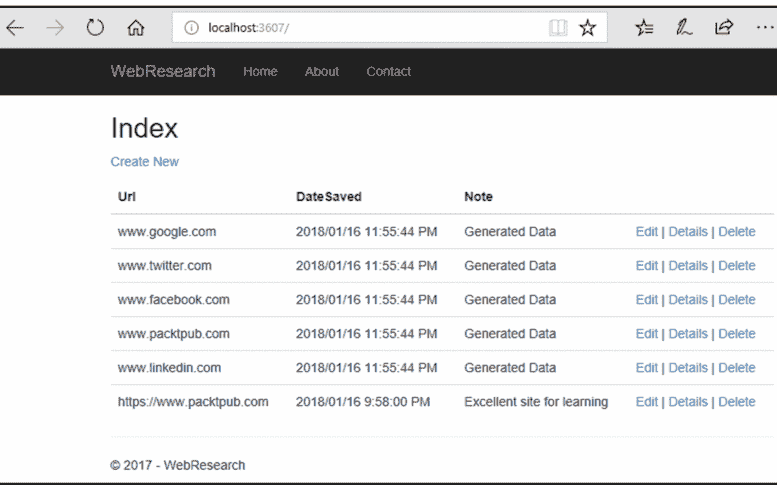 localhost:3607/
WebResearch Home About Contact
Index
Create New
Url DateSaved Note
www.google.com 2018/01/16 11:55:44 PM Generated Data Edit | Details | Delete
www.twitter.com 2018/01/16 11:55:44 PM Generated Data Edit | Details | Delete
www.facebook.com 2018/01/16 11:55:44 PM Generated Data Edit | Details | Delete
www.packtpub.com 2018/01/16 11:55:44 PM Generated Data Edit | Details | Delete
www.linkedin.com 2018/01/16 11:55:44 PM Generated Data Edit | Details | Delete
https://www.packtpub.com 2018/01/16 9:58:00 PM Excellent site for learning Edit | Details | Delete
© 2017 - WebResearch